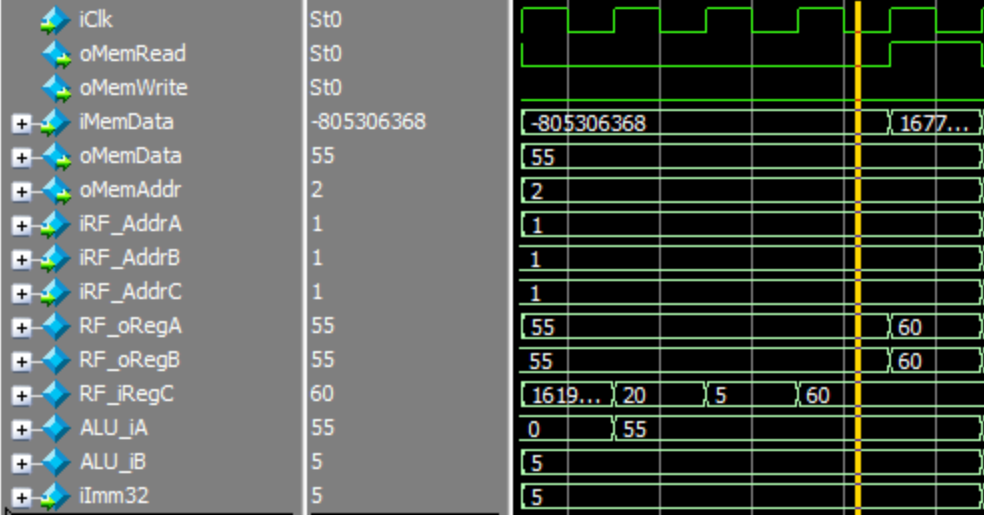 iClk St0
oMemRead St0
oMemWrite St0
iMemData -805306368 -805306368 1677...
oMemData 55 55
oMemAddr 2 2
iRF_AddrA 1 1
iRF_AddrB 1 1
iRF_AddrC 1 1
RF_oRegA 55 55 60
RF_oRegB 55 55 60
RF_iRegC 60 1619... 20 5 60
ALU_iA 55 0 55
ALU_iB 5 5
iImm32 5 5